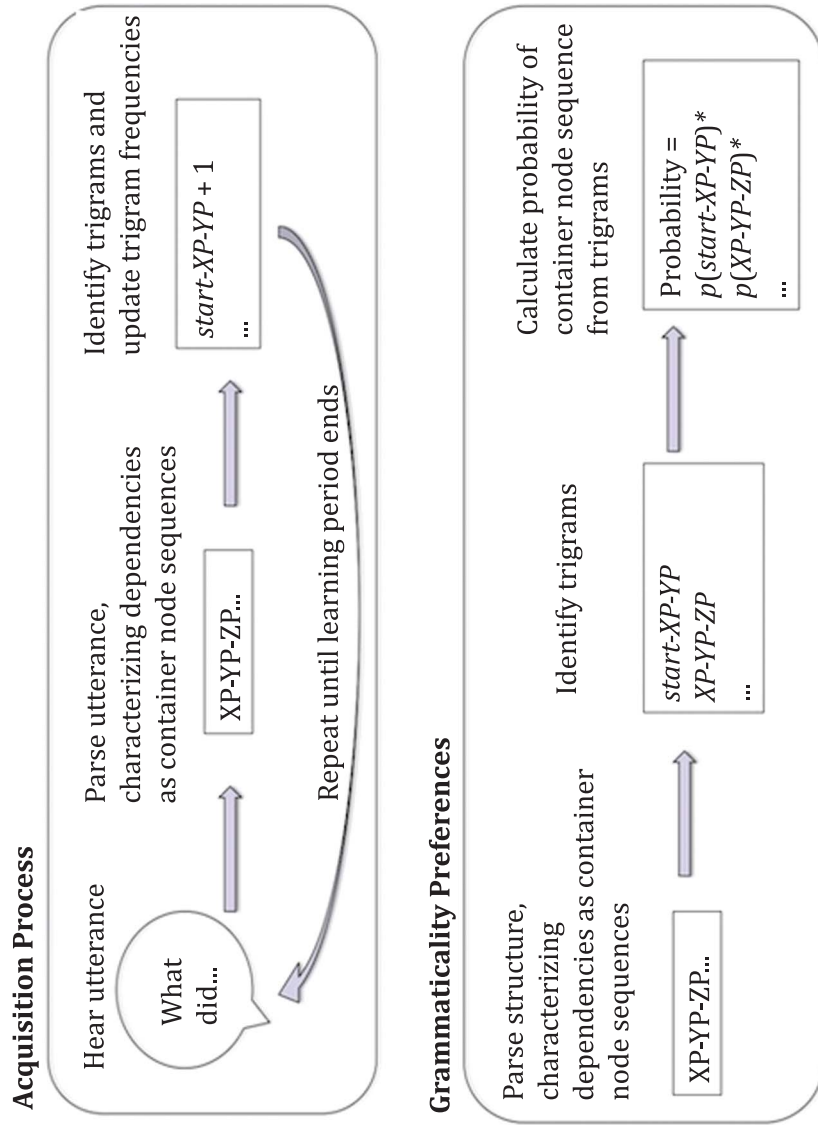 Acquisition Process
Hear utterance
What
did...
Parse utterance,
characterizing dependencies
as container node sequences
XP-YP-ZP...
Identify trigrams and
update trigram frequencies
start-XP-YP + 1
...
Repeat until learning period ends
Grammaticality Preferences
Parse structure,
characterizing
dependencies as container
node sequences
XP-YP-ZP...
Identify trigrams
start-XP-YP
XP-YP-ZP
...
Calculate probability of
container node sequence
from trigrams
Probability =
p(start-XP-YP)*
p(XP-YP-ZP)*
...